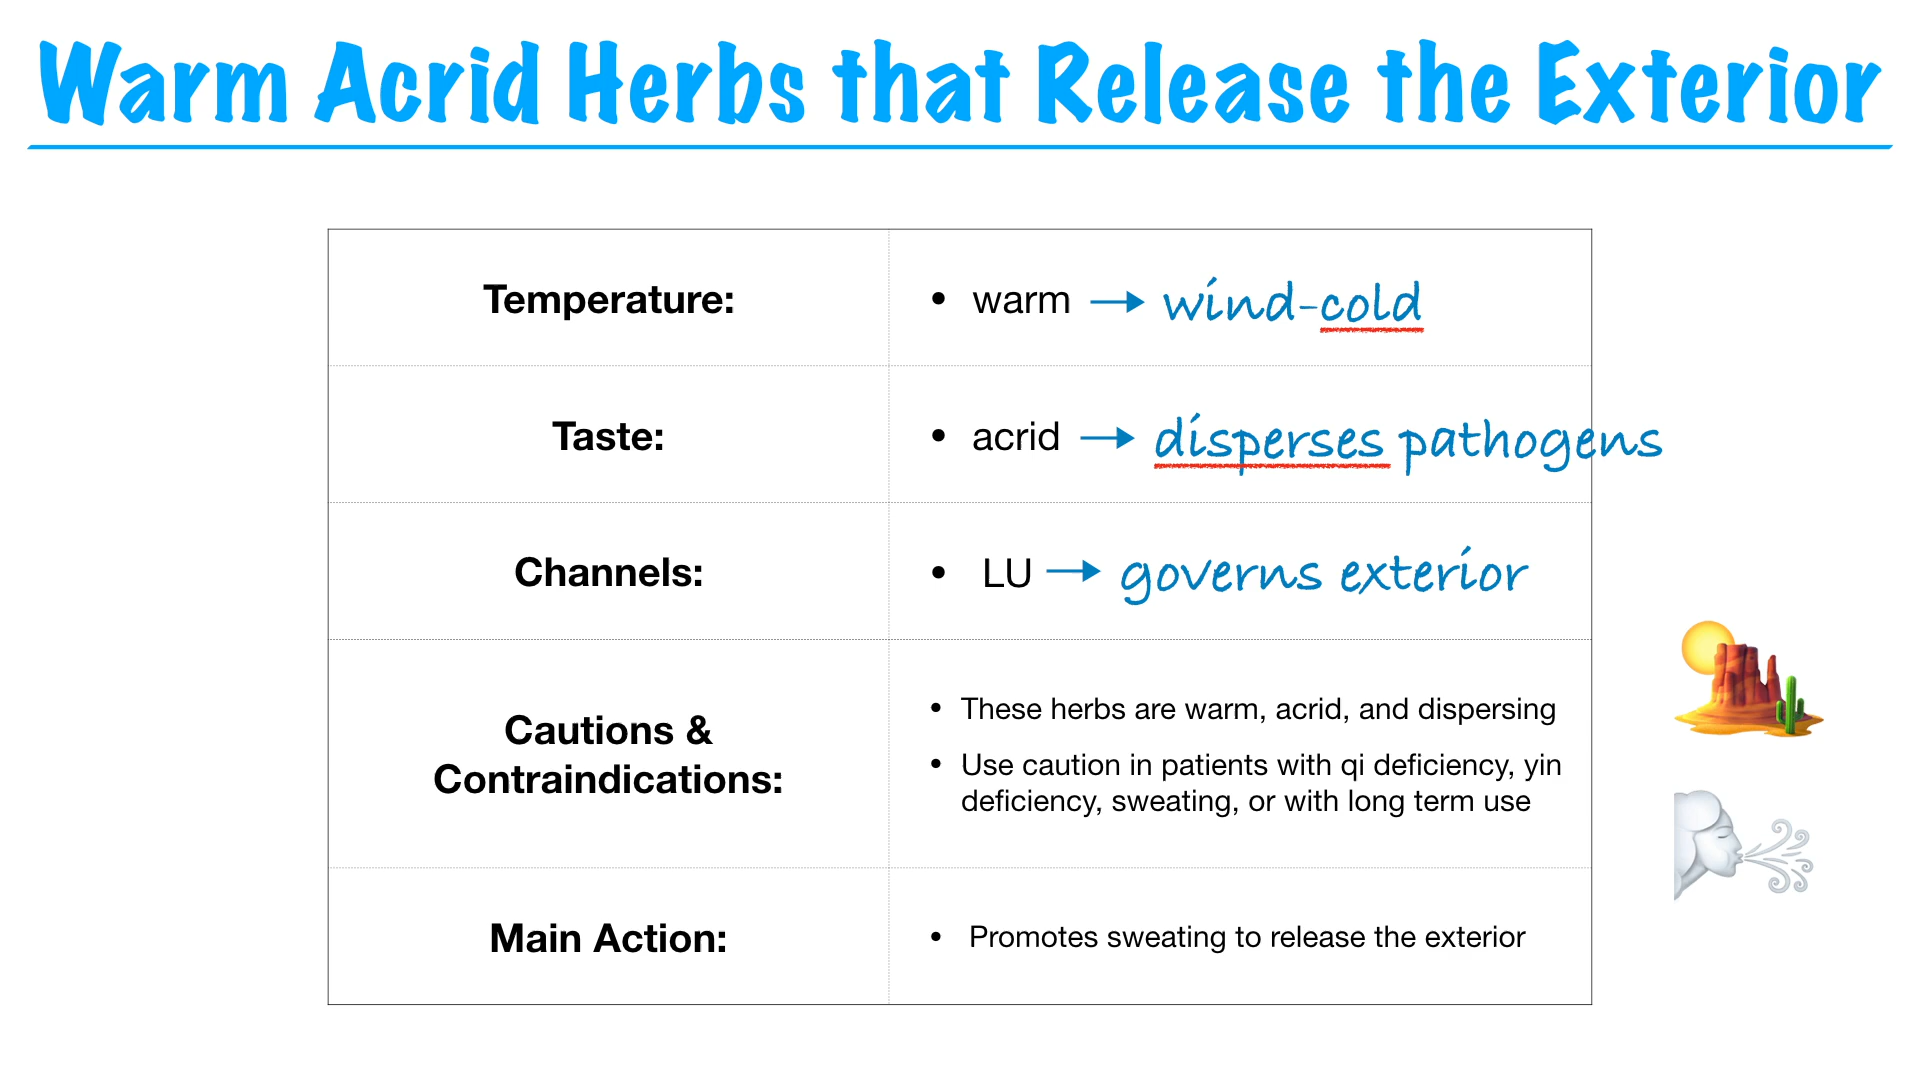 Warm Acrid Herbs that Release the Exterior
Temperature:
• warm → wind-cold
Taste:
• acrid → disperses pathogens
Channels:
• LU → governs exterior
Cautions &
Contraindications:
• These herbs are warm, acrid, and dispersing
• Use caution in patients with qi deficiency, yin
deficiency, sweating, or with long term use
Main Action:
• Promotes sweating to release the exterior